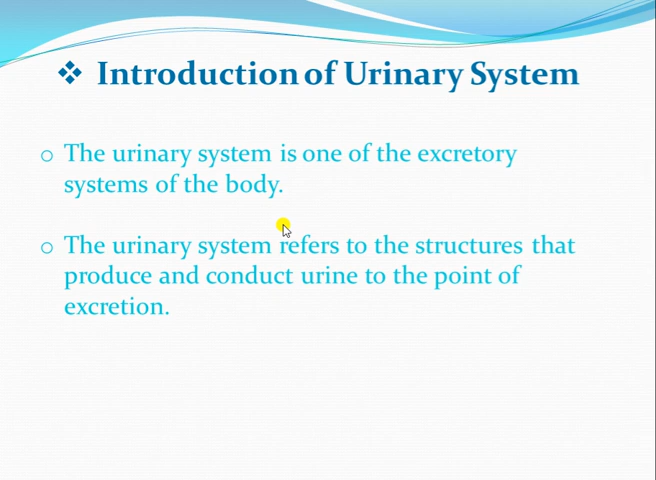 ❖ Introduction of Urinary System
o The urinary system is one of the excretory
systems of the body.
o The urinary system refers to the structures that
produce and conduct urine to the point of
excretion.